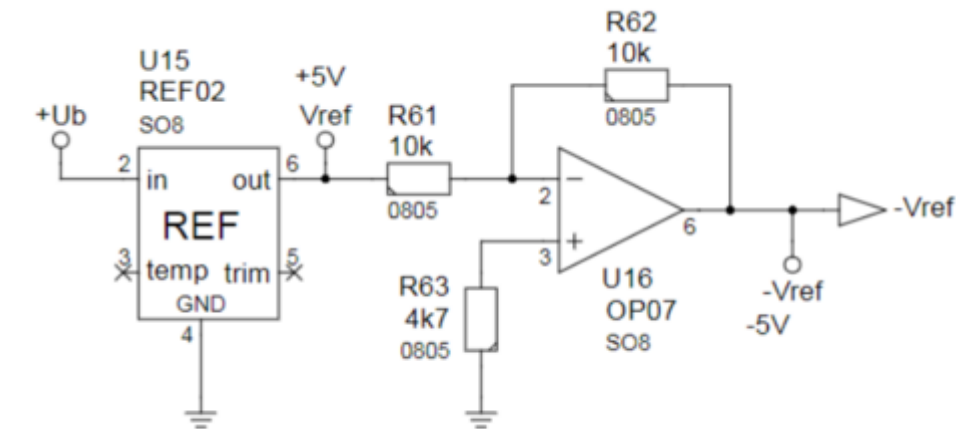 U15
REF02
SO8
+Ub
2
in
out
6
REF
3
temp
trim
5
GND
4
+5V
Vref
R61
10k
0805
R62
10k
0805
2
−
+
3
6
U16
OP07
SO8
R63
4k7
0805
-Vref
-Vref
-5V